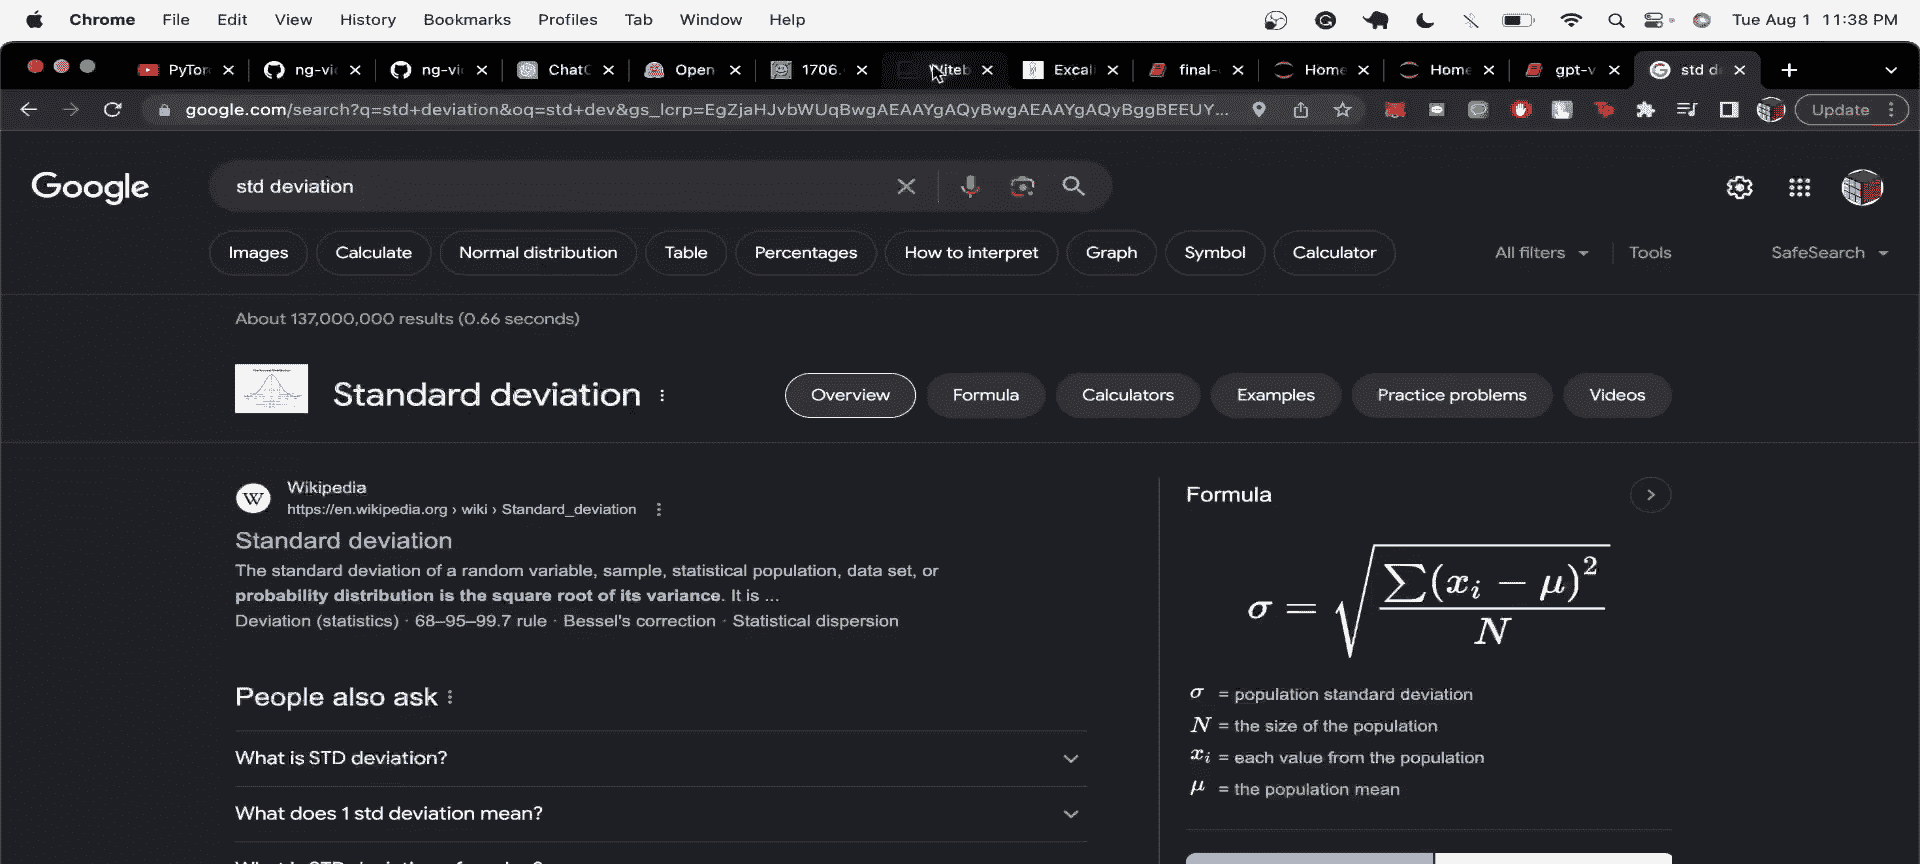 Chrome File Edit View History Bookmarks Profiles Tab Window Help Tue Aug 1 11:38 PM
PyTor ng-vi ng-vi ChatG Open 1706. Excali final- Home Home gpt-v std d
google.com/search?q=std+deviation&oq=std+dev&gs_lcrp=EgZjaHJvbWUqBwgAEAAYgAQyBwgAEAAYgAQyBggBEEUY... Update
Google std deviation
Images Calculate Normal distribution Table Percentages How to interpret Graph Symbol Calculator All filters Tools SafeSearch
About 137,000,000 results (0.66 seconds)
Standard deviation Overview Formula Calculators Examples Practice problems Videos
Wikipedia
https://en.wikipedia.org › wiki › Standard_deviation
Standard deviation
The standard deviation of a random variable, sample, statistical population, data set, or
probability distribution is the square root of its variance. It is ...
Deviation (statistics) · 68–95–99.7 rule · Bessel's correction · Statistical dispersion
People also ask
What is STD deviation?
What does 1 std deviation mean?
Formula
σ = √(∑(xᵢ − μ)² / N)
σ = population standard deviation
N = the size of the population
xᵢ = each value from the population
μ = the population mean